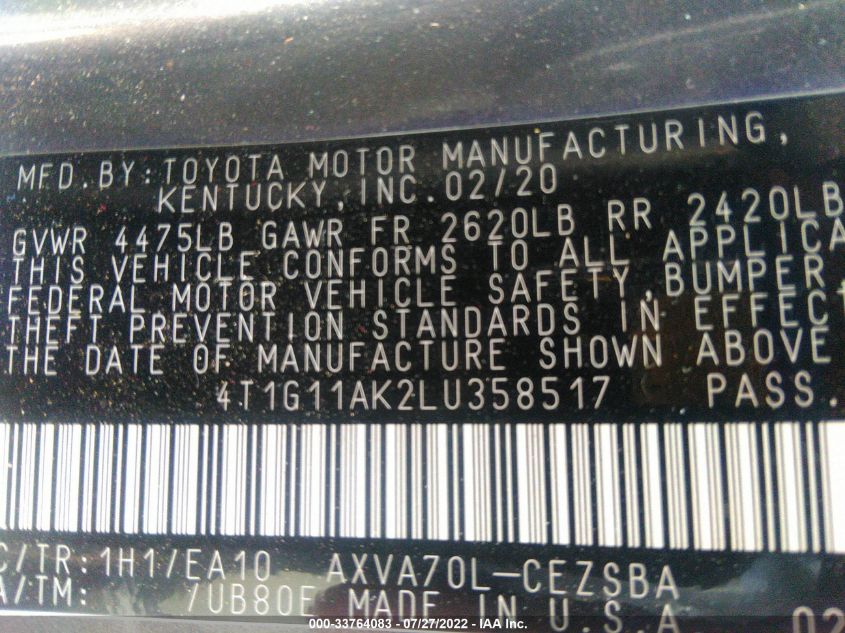 MFD.BY:TOYOTA MOTOR MANUFACTURING,
KENTUCKY,INC.02/20
GVWR 4475LB GAWR FR 2620LB RR 2420LB
THIS VEHICLE CONFORMS TO ALL APPLICA
FEDERAL MOTOR VEHICLE SAFETY,BUMPER,
THEFT PREVENTION STANDARDS IN EFFECT
THE DATE OF MANUFACTURE SHOWN ABOVE
4T1G11AK2LU358517 PASS.
C/TR:1H1/EA10 AXVA70L-CEZSBA
A/TM: /UB80E MADE IN U.S.A 02
000-33764083 - 07/27/2022 - IAA Inc.